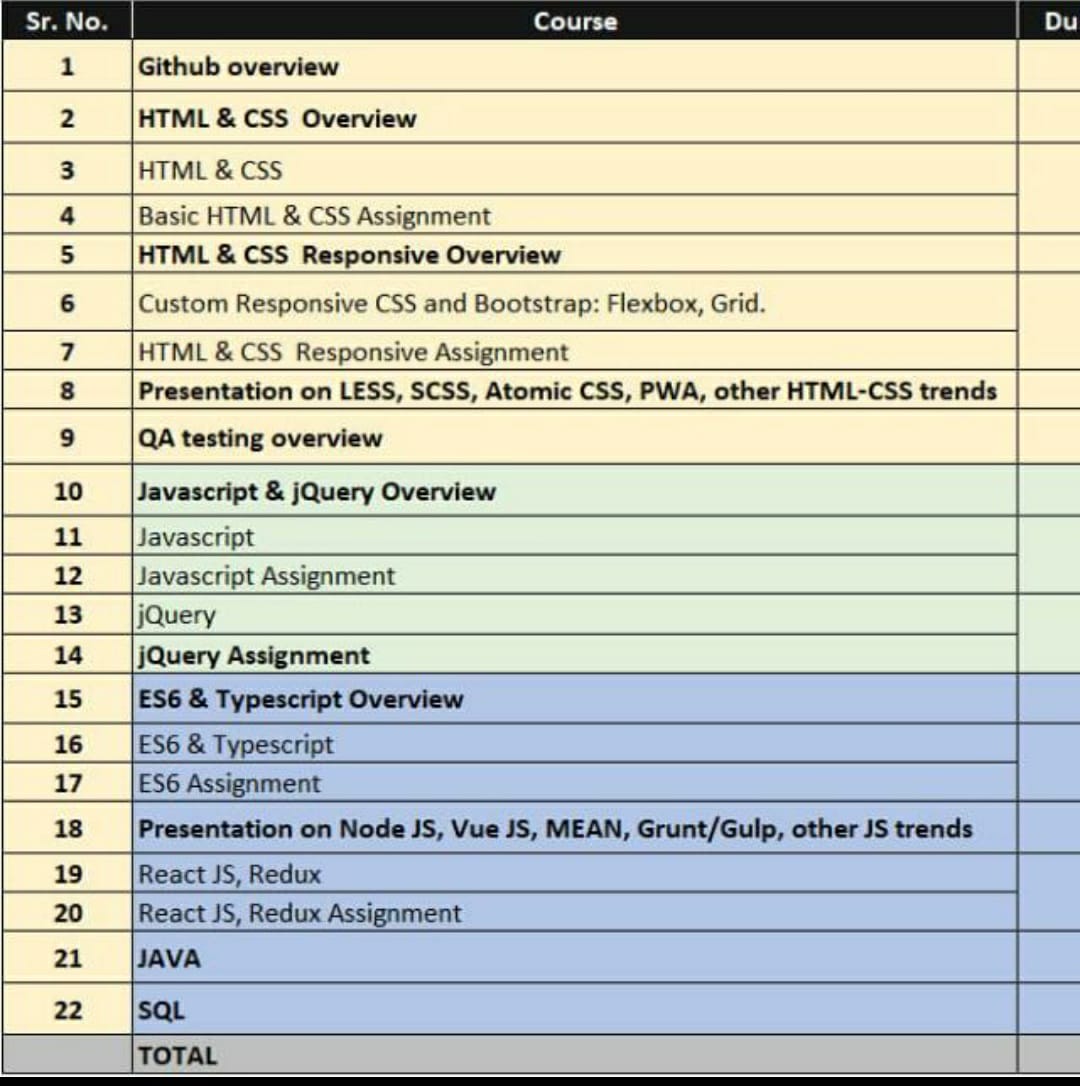 Sr. No. Course Du
1 Github overview
2 HTML & CSS Overview
3 HTML & CSS
4 Basic HTML & CSS Assignment
5 HTML & CSS Responsive Overview
6 Custom Responsive CSS and Bootstrap: Flexbox, Grid.
7 HTML & CSS Responsive Assignment
8 Presentation on LESS, SCSS, Atomic CSS, PWA, other HTML-CSS trends
9 QA testing overview
10 Javascript & jQuery Overview
11 Javascript
12 Javascript Assignment
13 jQuery
14 jQuery Assignment
15 ES6 & Typescript Overview
16 ES6 & Typescript
17 ES6 Assignment
18 Presentation on Node JS, Vue JS, MEAN, Grunt/Gulp, other JS trends
19 React JS, Redux
20 React JS, Redux Assignment
21 JAVA
22 SQL
TOTAL